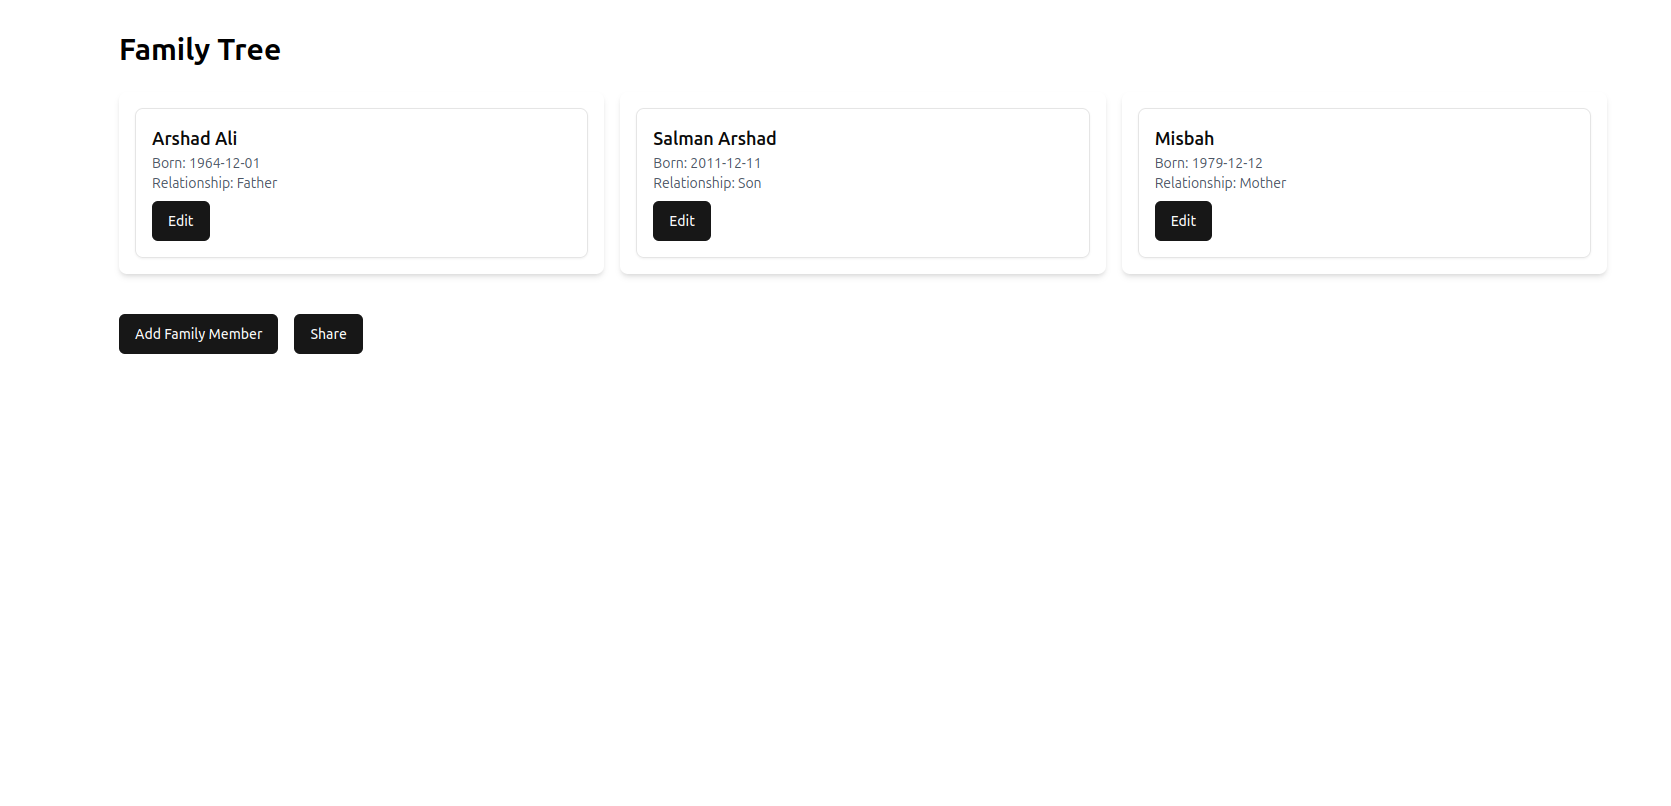 Family Tree
Arshad Ali
Born: 1964-12-01
Relationship: Father
Edit
Salman Arshad
Born: 2011-12-11
Relationship: Son
Edit
Misbah
Born: 1979-12-12
Relationship: Mother
Edit
Add Family Member
Share